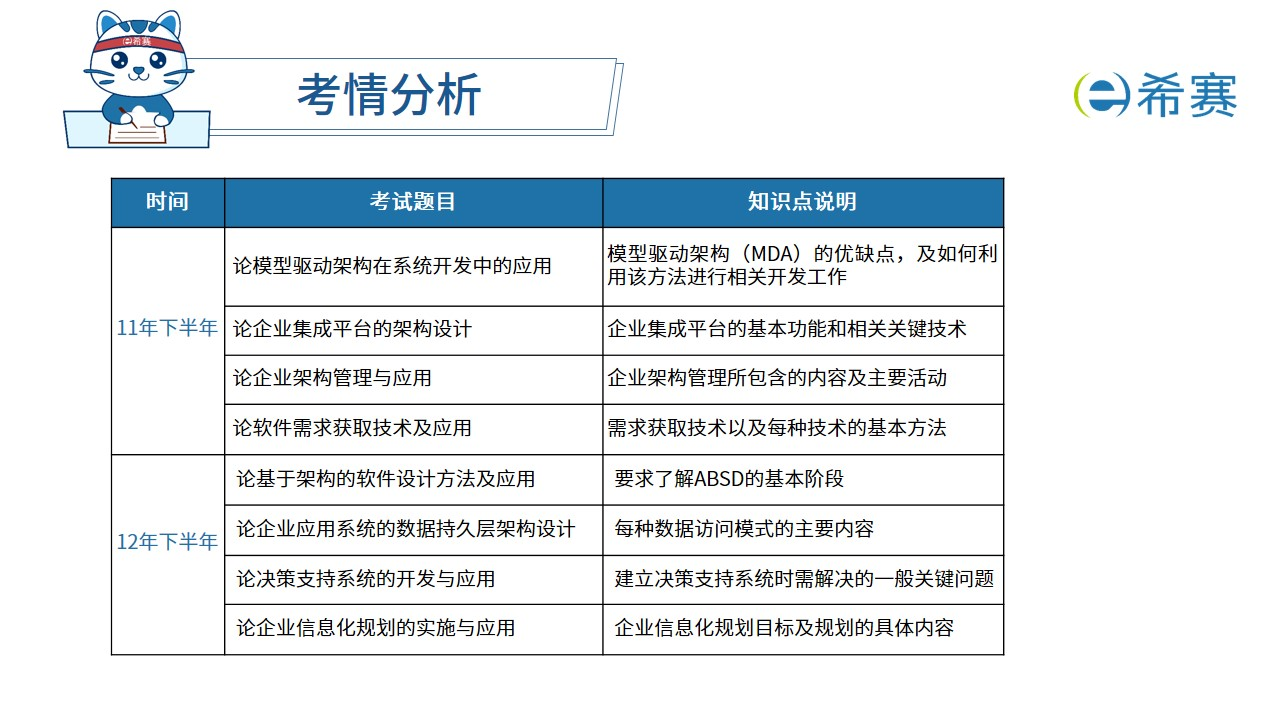 希赛
考情分析
希赛
时间
考试题目
知识点说明
11年下半年
论模型驱动架构在系统开发中的应用
模型驱动架构（MDA）的优缺点，及如何利
用该方法进行相关开发工作
论企业集成平台的架构设计
企业集成平台的基本功能和相关关键技术
论企业架构管理与应用
企业架构管理所包含的内容及主要活动
论软件需求获取技术及应用
需求获取技术以及每种技术的基本方法
12年下半年
论基于架构的软件设计方法及应用
要求了解ABSD的基本阶段
论企业应用系统的数据持久层架构设计
每种数据访问模式的主要内容
论决策支持系统的开发与应用
建立决策支持系统时需解决的一般关键问题
论企业信息化规划的实施与应用
企业信息化规划目标及规划的具体内容